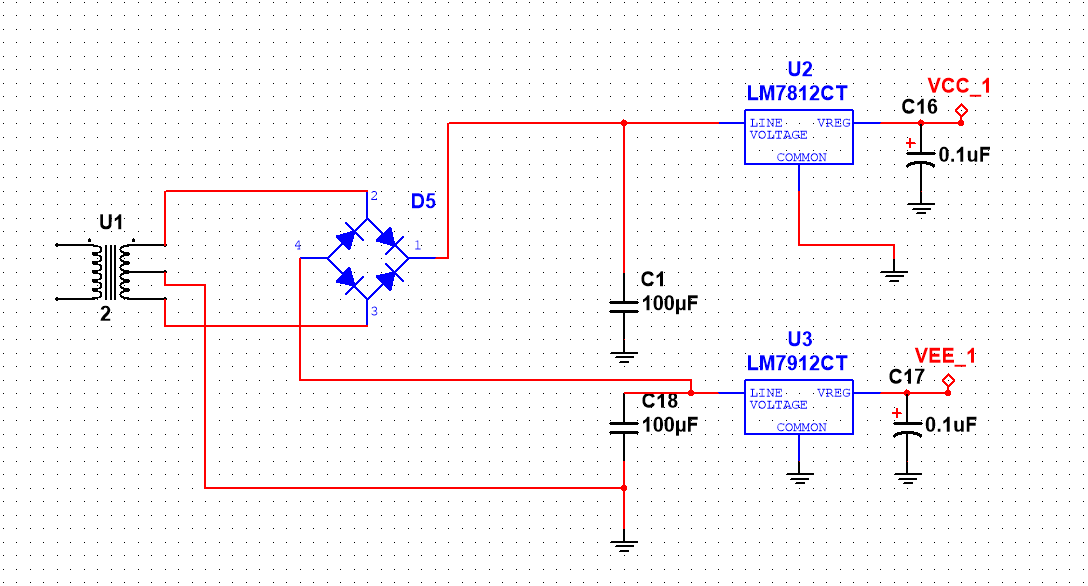 U2
LM7812CT
VCC_1
C16
LINE VREG
VOLTAGE
COMMON
+
0.1uF
2
D5
U1
4
1
3
2
C1
100µF
U3
LM7912CT
VEE_1
C17
LINE VREG
VOLTAGE
COMMON
C18
100µF
+
0.1uF